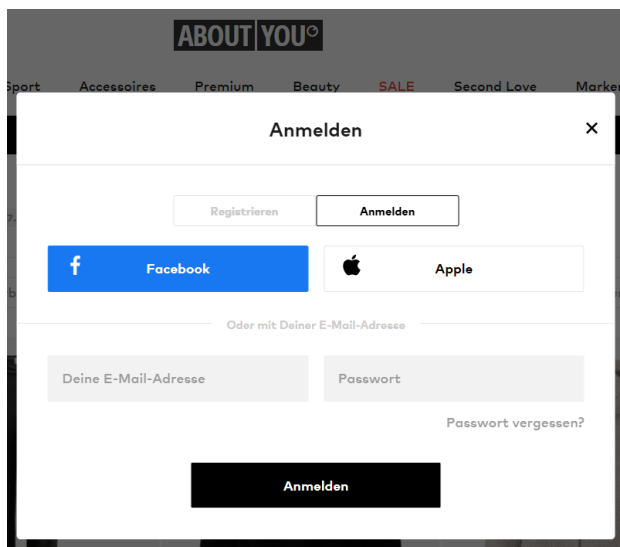 ABOUT YOU
Sport Accessoires Premium Beauty SALE Second Love
Anmelden
Registrieren Anmelden
Facebook Apple
Oder mit Deiner E-Mail-Adresse
Deine E-Mail-Adresse Passwort
Passwort vergessen?
Anmelden